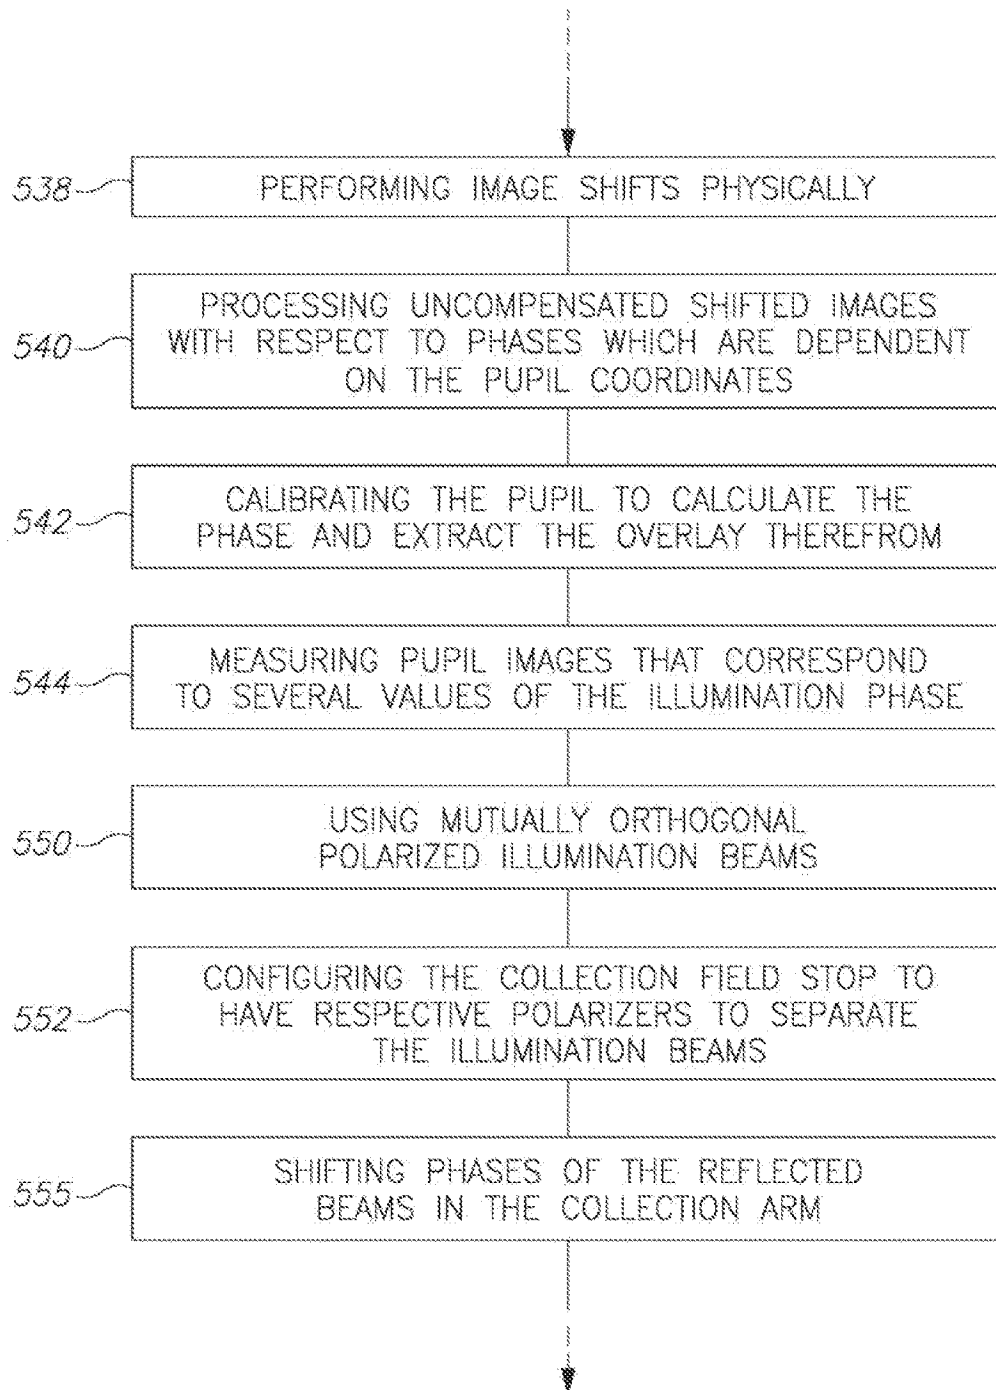 538
PERFORMING IMAGE SHIFTS PHYSICALLY
540
PROCESSING UNCOMPENSATED SHIFTED IMAGES
WITH RESPECT TO PHASES WHICH ARE DEPENDENT
ON THE PUPIL COORDINATES
542
CALIBRATING THE PUPIL TO CALCULATE THE
PHASE AND EXTRACT THE OVERLAY THEREFROM
544
MEASURING PUPIL IMAGES THAT CORRESPOND
TO SEVERAL VALUES OF THE ILLUMINATION PHASE
550
USING MUTUALLY ORTHOGONAL
POLARIZED ILLUMINATION BEAMS
552
CONFIGURING THE COLLECTION FIELD STOP TO
HAVE RESPECTIVE POLARIZERS TO SEPARATE
THE ILLUMINATION BEAMS
555
SHIFTING PHASES OF THE REFLECTED
BEAMS IN THE COLLECTION ARM